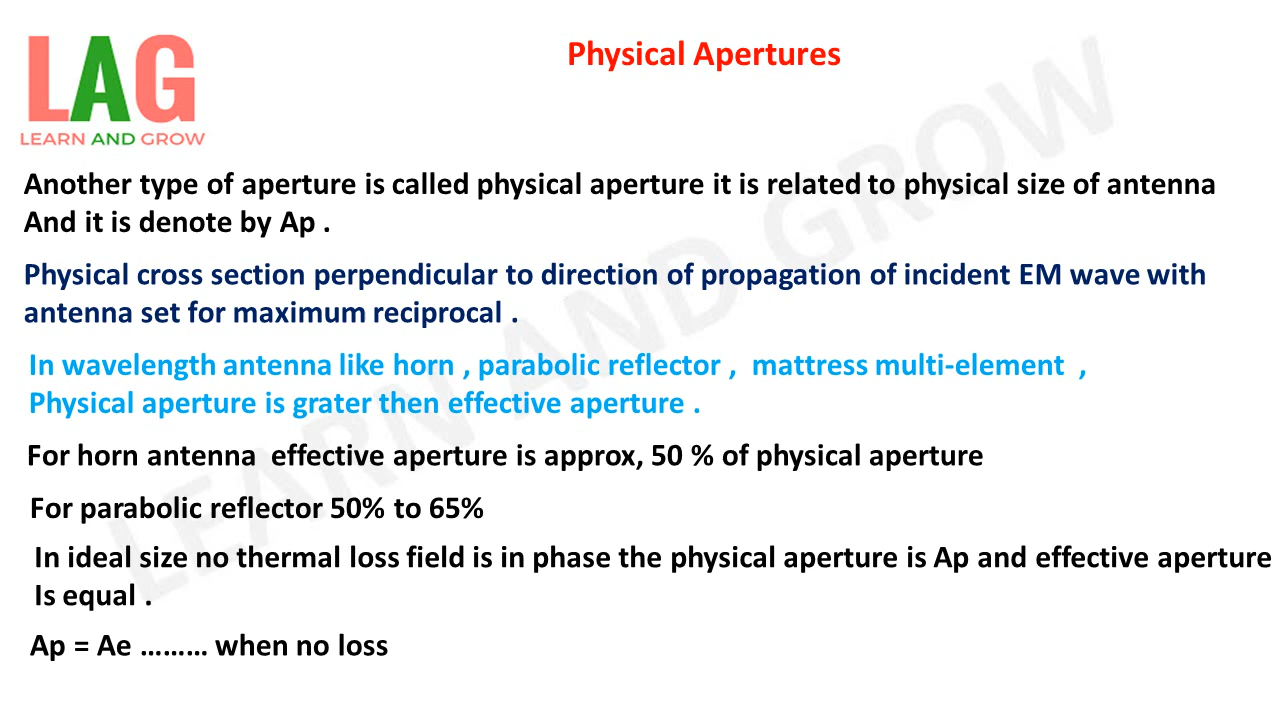 LAG
LEARN AND GROW
Physical Apertures
Another type of aperture is called physical aperture it is related to physical size of antenna
And it is denote by Ap .
Physical cross section perpendicular to direction of propagation of incident EM wave with
antenna set for maximum reciprocal .
In wavelength antenna like horn , parabolic reflector ,  mattress multi-element  ,
Physical aperture is grater then effective aperture .
For horn antenna  effective aperture is approx, 50 % of physical aperture
For parabolic reflector 50% to 65%
In ideal size no thermal loss field is in phase the physical aperture is Ap and effective aperture
Is equal .
Ap = Ae ……… when no loss
LEARN AND GROW